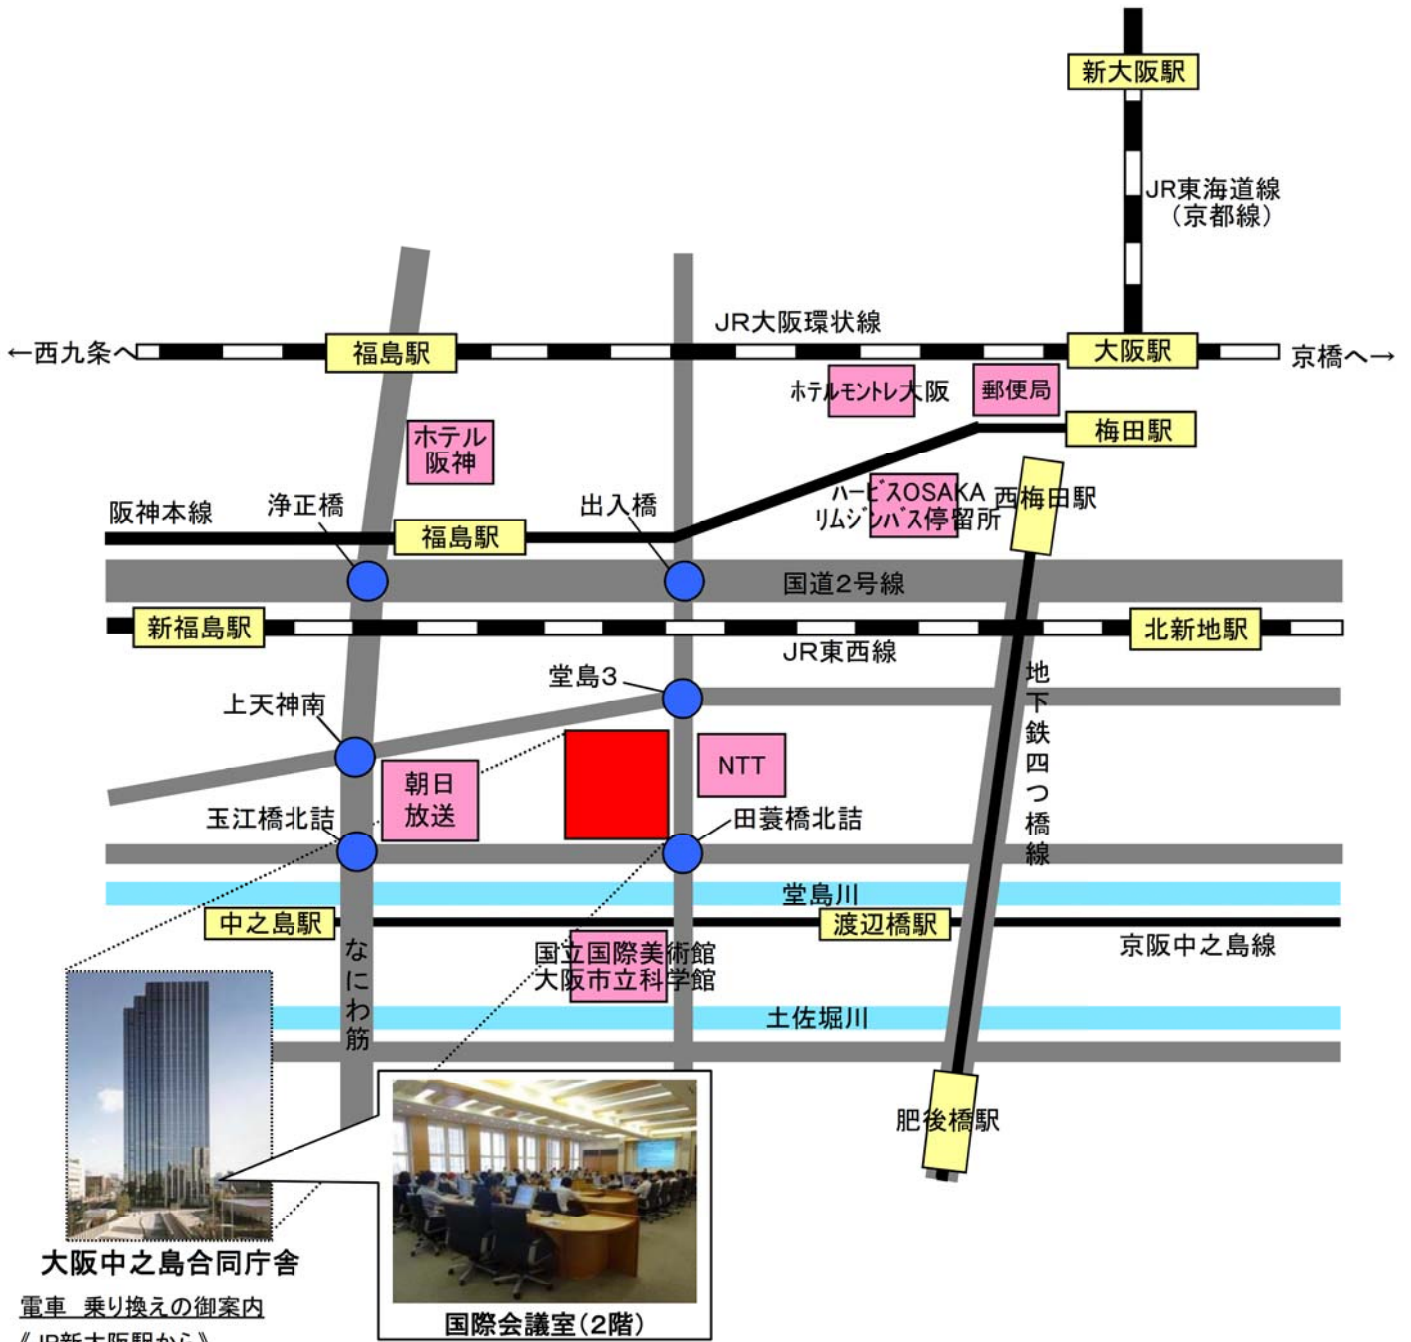 新大阪駅
JR東海道線
（京都線）
JR大阪環状線
←西九条へ
福島駅
大阪駅
京橋へ→
ホテルモントレ大阪
郵便局
梅田駅
ホテル
阪神
ハービスOSAKA
リムジンバス停留所
西梅田駅
浄正橋
出入橋
阪神本線
福島駅
国道2号線
新福島駅
北新地駅
JR東西線
堂島3
地下鉄四つ橋線
上天神南
朝日
放送
NTT
玉江橋北詰
田蓑橋北詰
堂島川
中之島駅
渡辺橋駅
京阪中之島線
なにわ筋
国立国際美術館
大阪市立科学館
土佐堀川
肥後橋駅
大阪中之島合同庁舎
国際会議室（2階）
電車　乗り換えの御案内
《JR新大阪駅から》